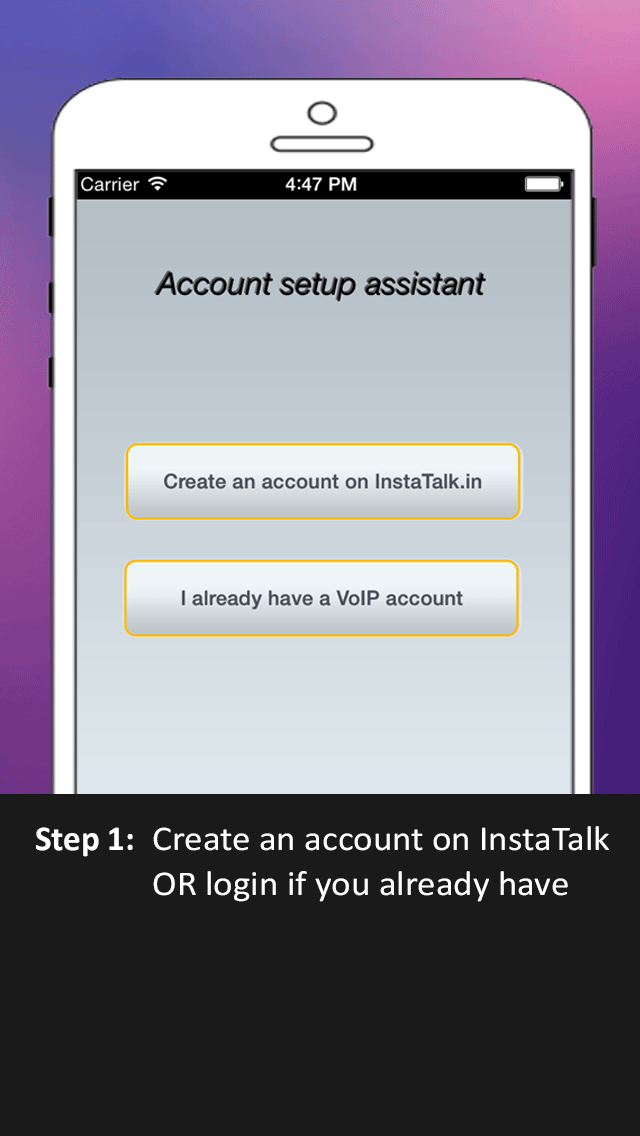 Carrier 4:47 PM
Account setup assistant
Create an account on InstaTalk.in
I already have a VoIP account
Step 1: Create an account on InstaTalk
OR login if you already have